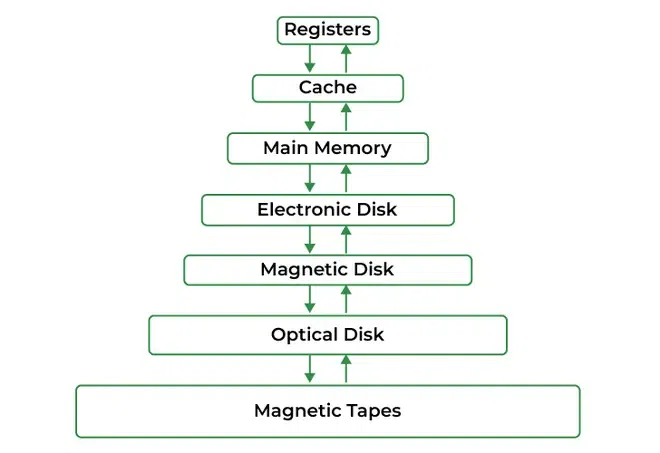 Registers
Cache
Main Memory
Electronic Disk
Magnetic Disk
Optical Disk
Magnetic Tapes